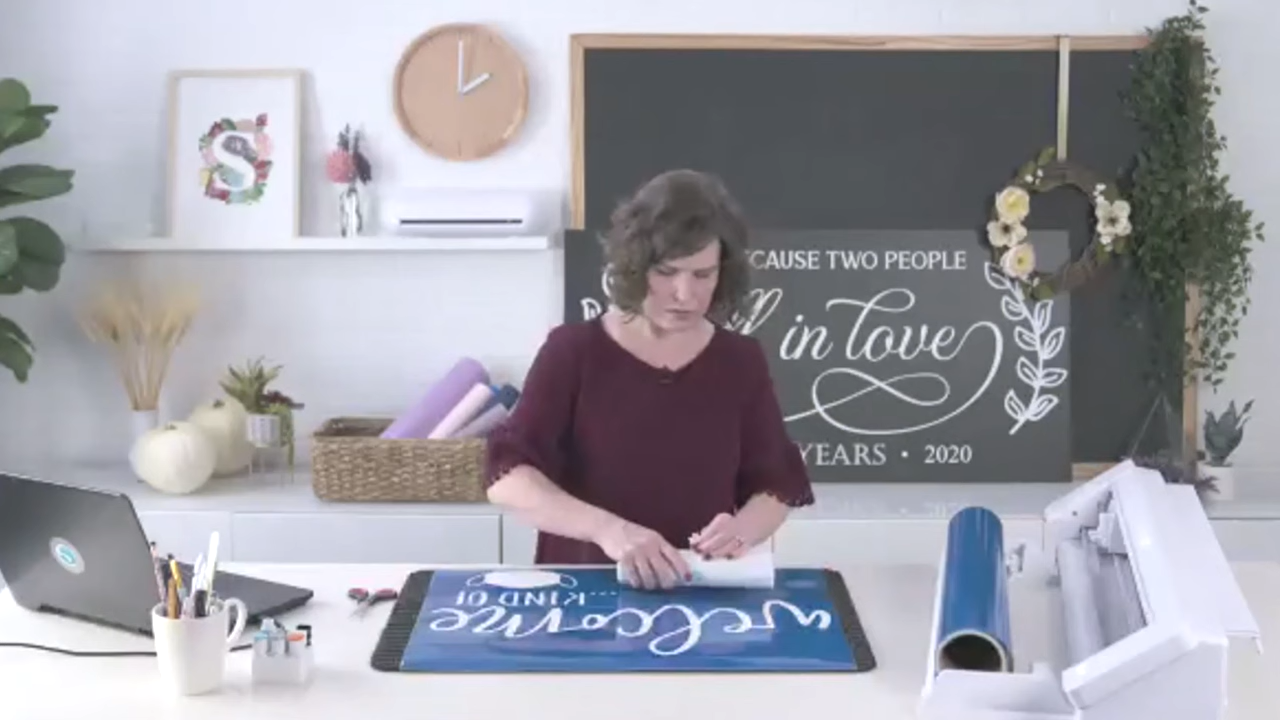 S
CAUSE TWO PEOPLE
in love
YEARS • 2020
welcome
...KIND OF